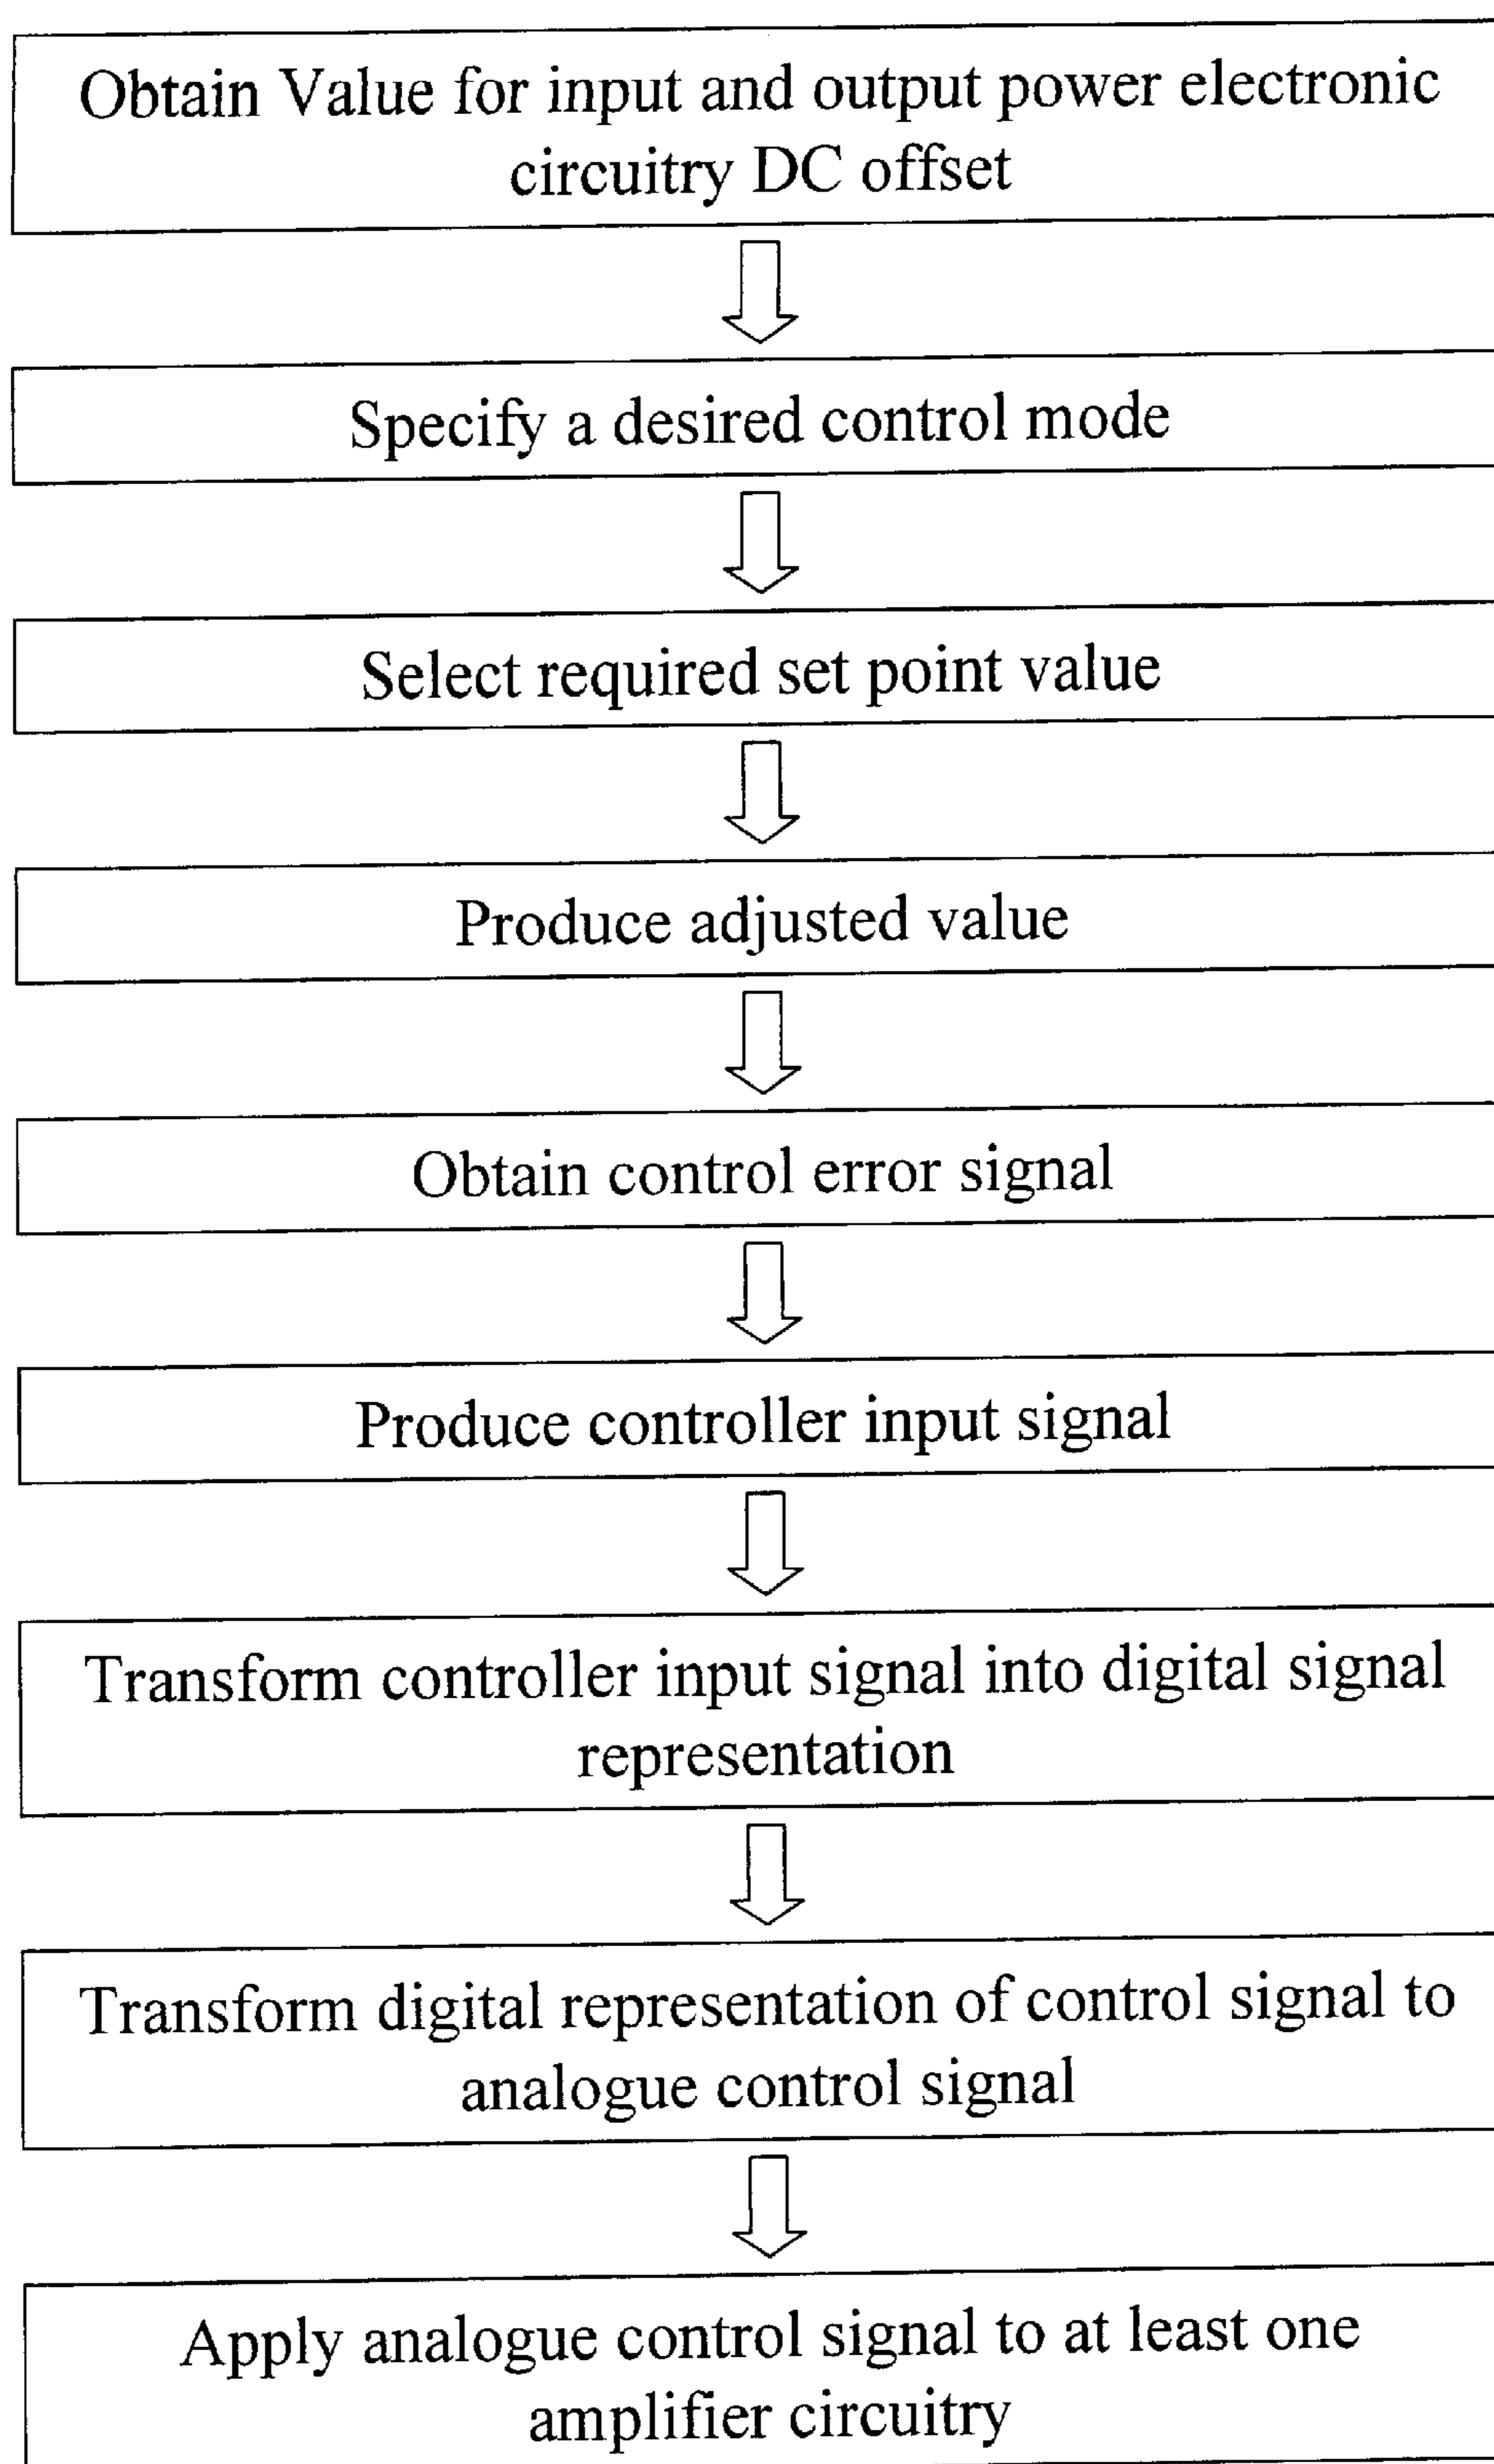 Obtain Value for input and output power electronic
circuitry DC offset
Specify a desired control mode
Select required set point value
Produce adjusted value
Obtain control error signal
Produce controller input signal
Transform controller input signal into digital signal
representation
Transform digital representation of control signal to
analogue control signal
Apply analogue control signal to at least one
amplifier circuitry